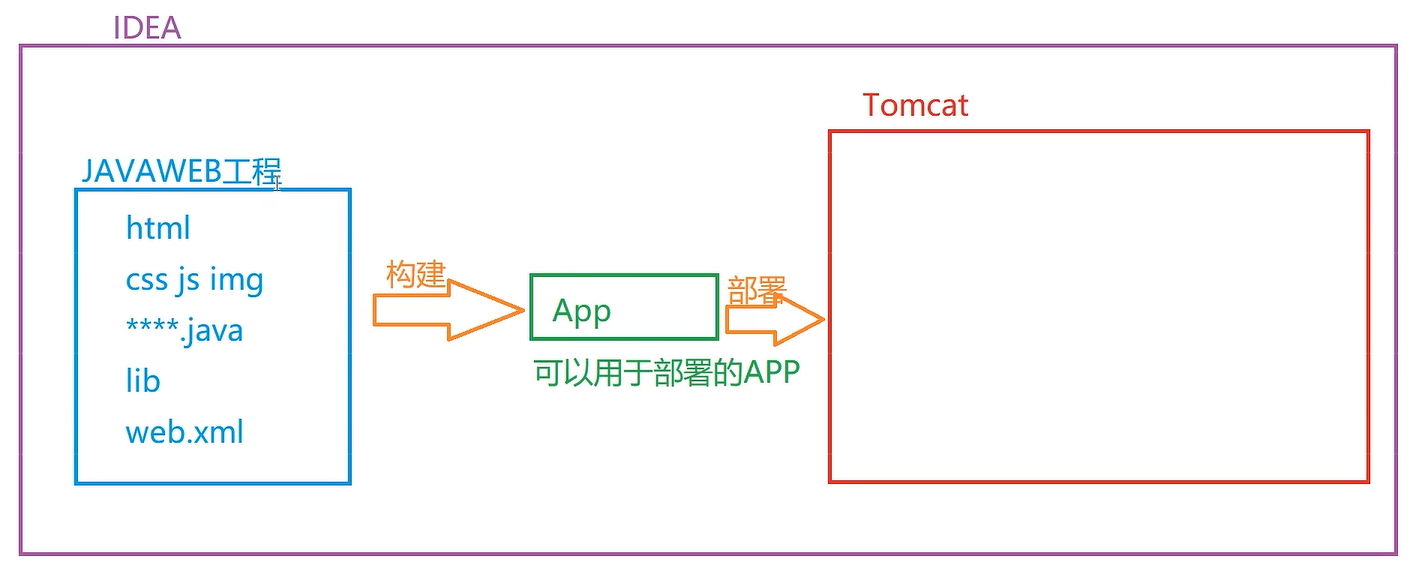 IDEA
Tomcat
JAVAWEB工程
html
css js img
****.java
lib
web.xml
构建
App
可以用于部署的APP
部署